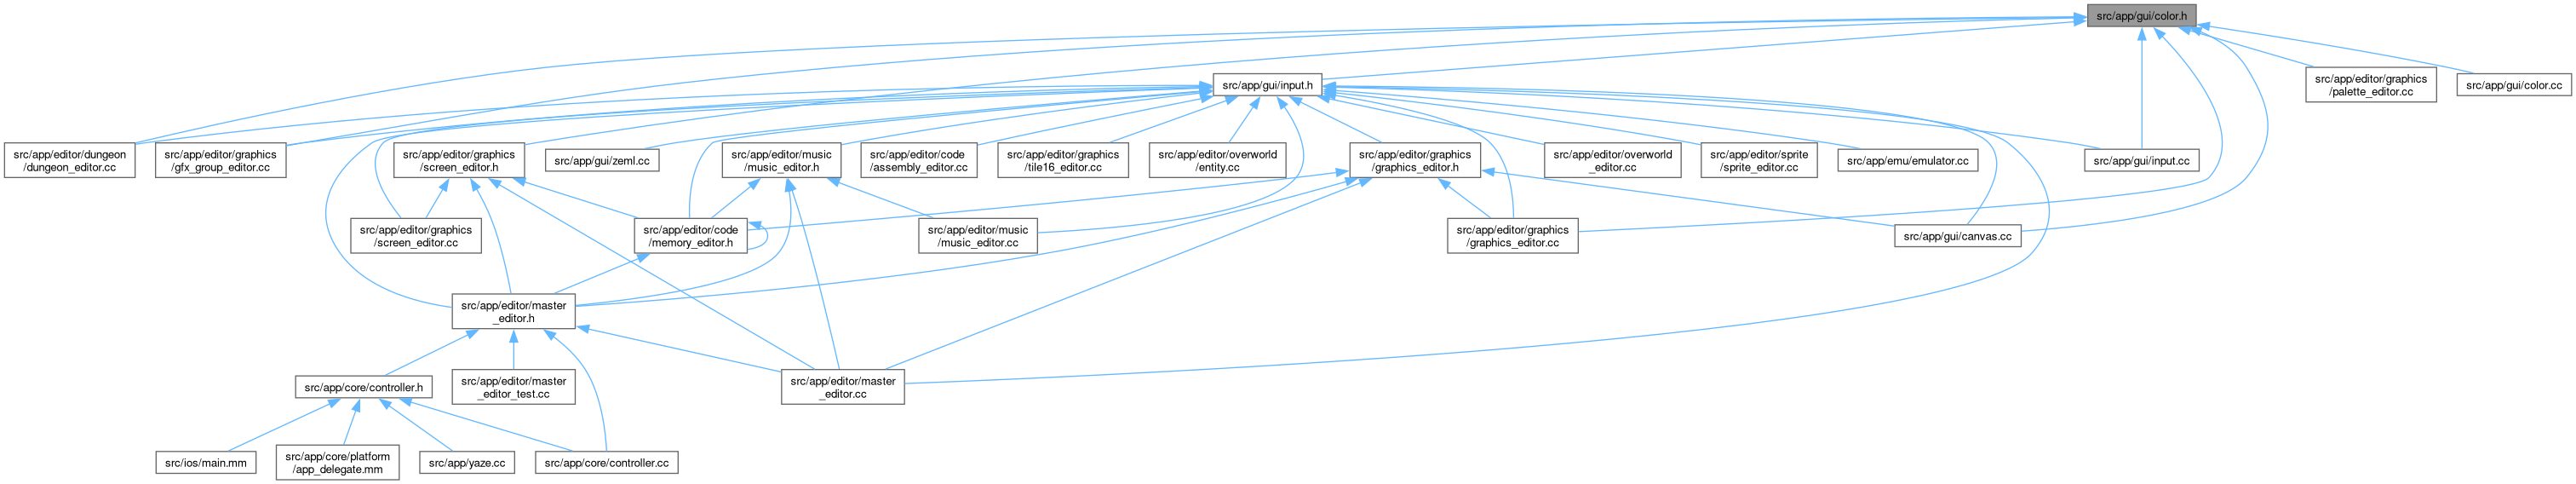 src/app/gui/color.h
src/app/gui/input.h
src/app/editor/graphics
/palette_editor.cc
src/app/gui/color.cc
src/app/editor/dungeon
/dungeon_editor.cc
src/app/editor/graphics
/gfx_group_editor.cc
src/app/editor/graphics
/screen_editor.h
src/app/gui/zeml.cc
src/app/editor/music
/music_editor.h
src/app/editor/code
/assembly_editor.cc
src/app/editor/graphics
/tile16_editor.cc
src/app/editor/overworld
/entity.cc
src/app/editor/graphics
/graphics_editor.h
src/app/editor/overworld
_editor.cc
src/app/editor/sprite
/sprite_editor.cc
src/app/emu/emulator.cc
src/app/gui/input.cc
src/app/editor/graphics
/screen_editor.cc
src/app/editor/code
/memory_editor.h
src/app/editor/music
/music_editor.cc
src/app/editor/graphics
/graphics_editor.cc
src/app/gui/canvas.cc
src/app/editor/master
_editor.h
src/app/core/controller.h
src/app/editor/master
_editor_test.cc
src/app/editor/master
_editor.cc
src/ios/main.mm
src/app/core/platform
/app_delegate.mm
src/app/yaze.cc
src/app/core/controller.cc